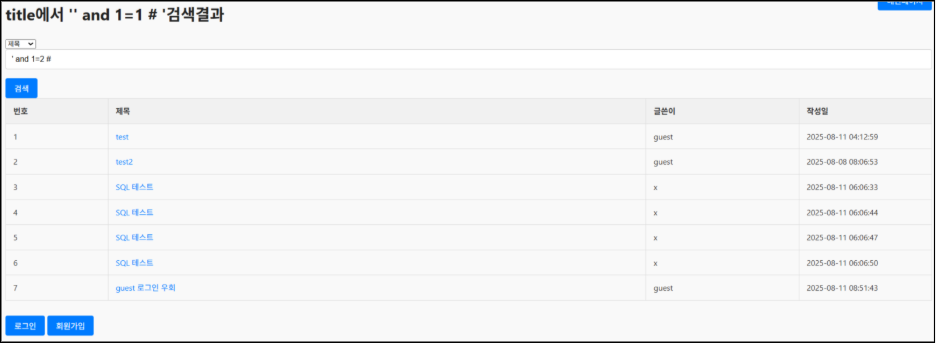 title에서 '' and 1=1 # '검색결과
제목
' and 1=2 #
검색
번호 제목 글쓴이 작성일
1 test guest 2025-08-11 04:12:59
2 test2 guest 2025-08-08 08:06:53
3 SQL 테스트 x 2025-08-11 06:06:33
4 SQL 테스트 x 2025-08-11 06:06:44
5 SQL 테스트 x 2025-08-11 06:06:47
6 SQL 테스트 x 2025-08-11 06:06:50
7 guest 로그인 우회 guest 2025-08-11 08:51:43
로그인 회원가입